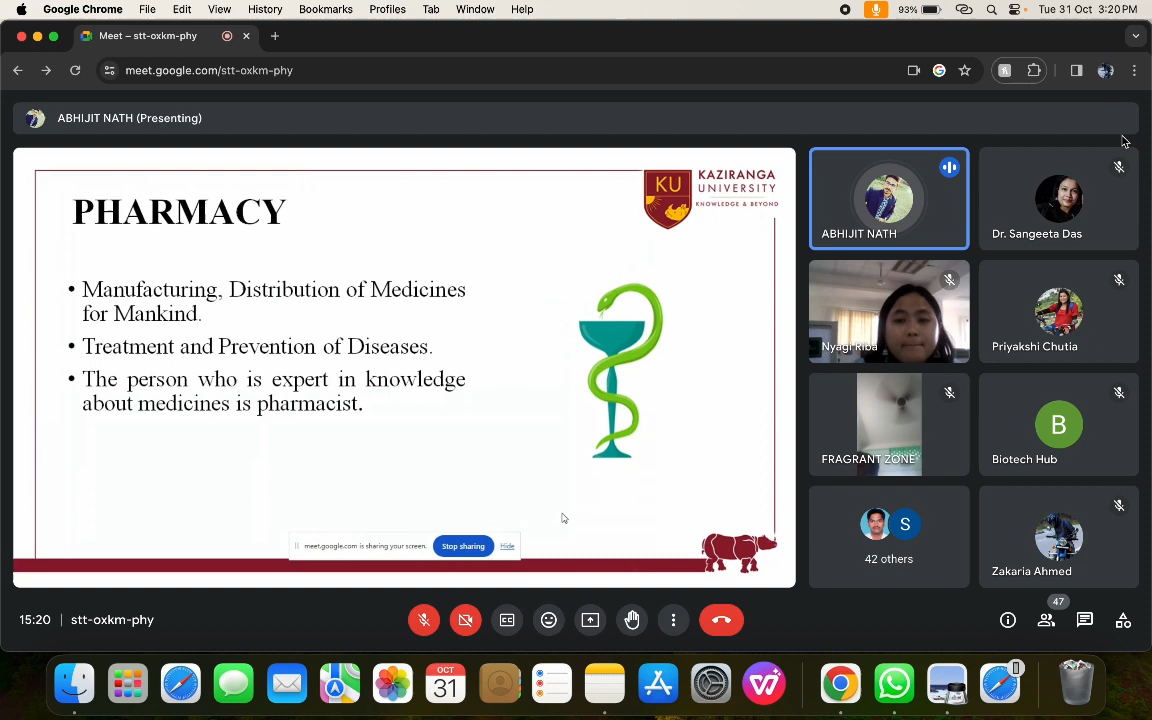 Google Chrome File Edit View History Bookmarks Profiles Tab Window Help
93% Tue 31 Oct 3:20 PM
Meet – stt-oxkm-phy
meet.google.com/stt-oxkm-phy
ABHIJIT NATH (Presenting)
PHARMACY
KU
KAZIRANGA
UNIVERSITY
KNOWLEDGE & BEYOND
• Manufacturing, Distribution of Medicines
for Mankind.
• Treatment and Prevention of Diseases.
• The person who is expert in knowledge
about medicines is pharmacist.
meet.google.com is sharing your screen. Stop sharing Hide
ABHIJIT NATH
Dr. Sangeeta Das
Nyagi Riba
Priyakshi Chutia
FRAGRANT ZONE
B
Biotech Hub
S
42 others
Zakaria Ahmed
15:20 | stt-oxkm-phy
47
OCT
31